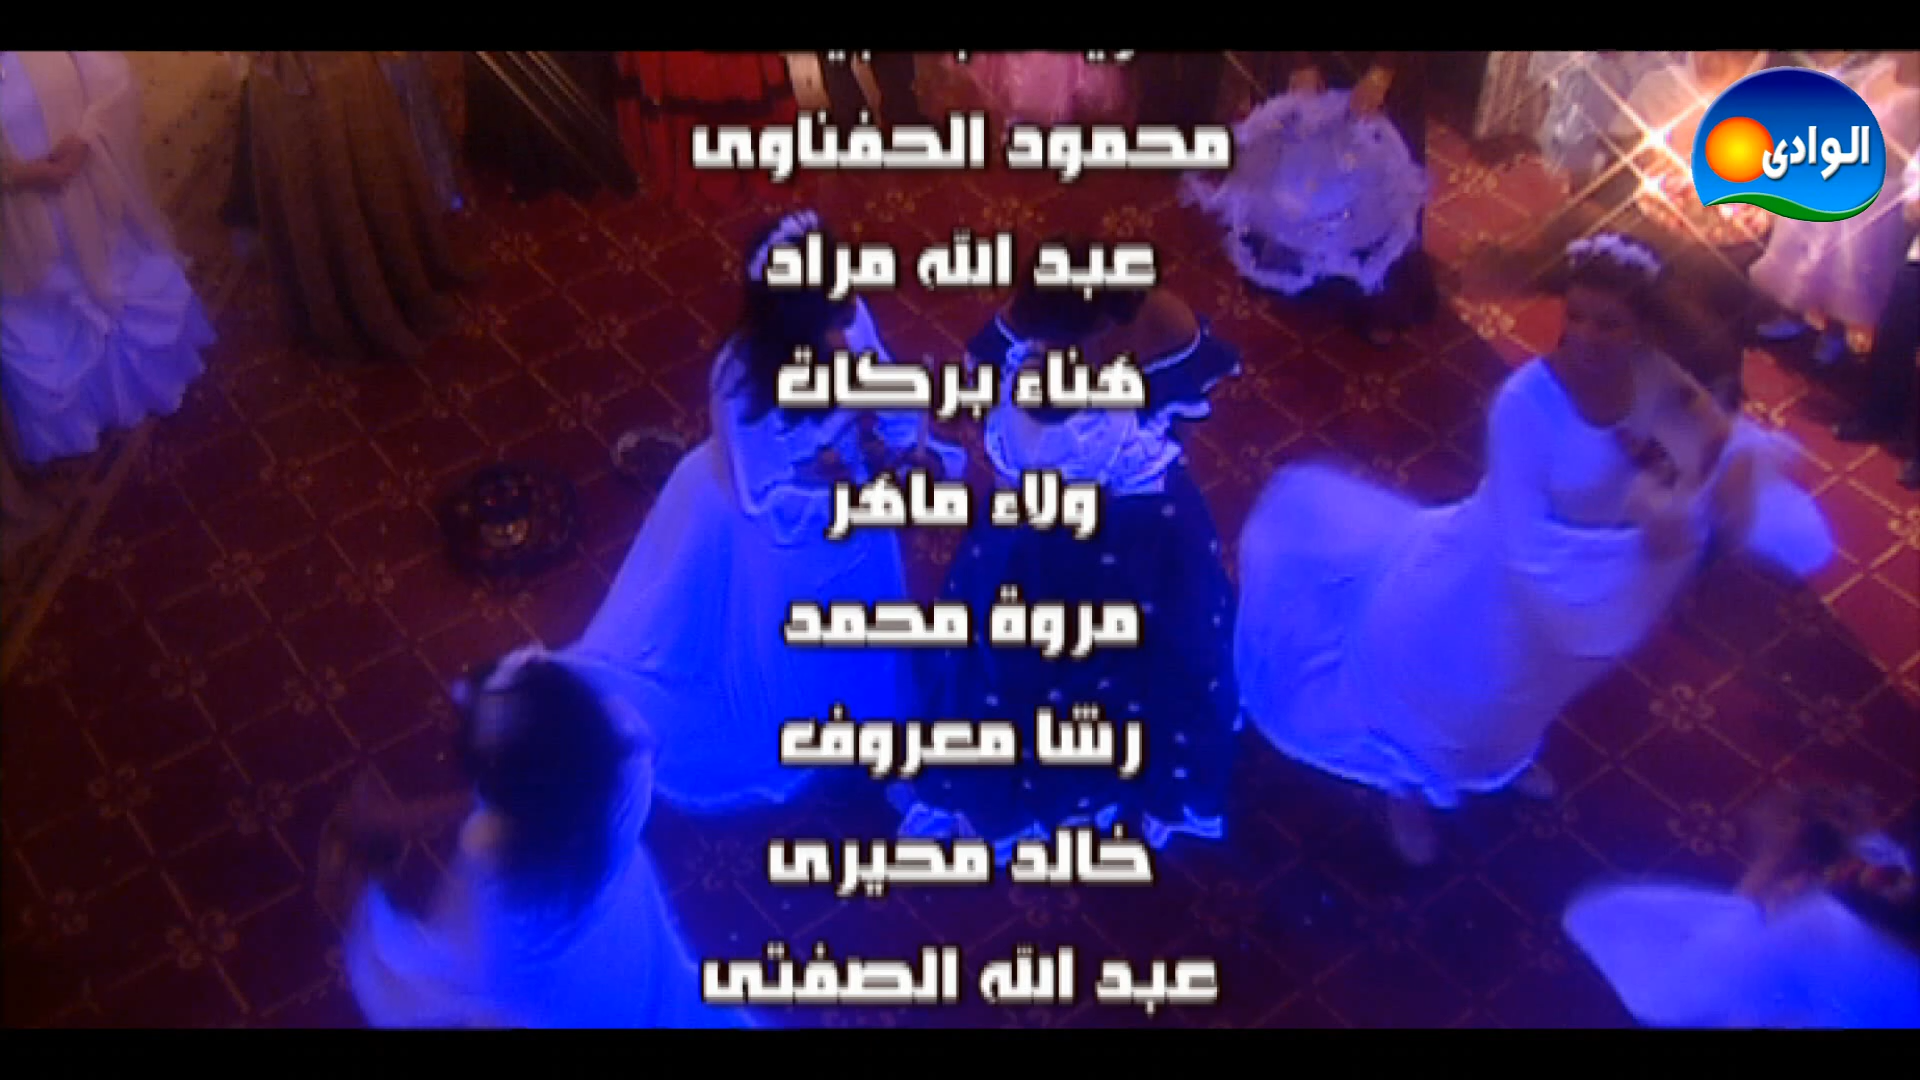 محمود الحفناوى
الوادى
عبد الله مراد
هناء بركات
ولاء ماهر
مروة محمد
رشا معروف
خالد محيرى
عبد الله الصفتى